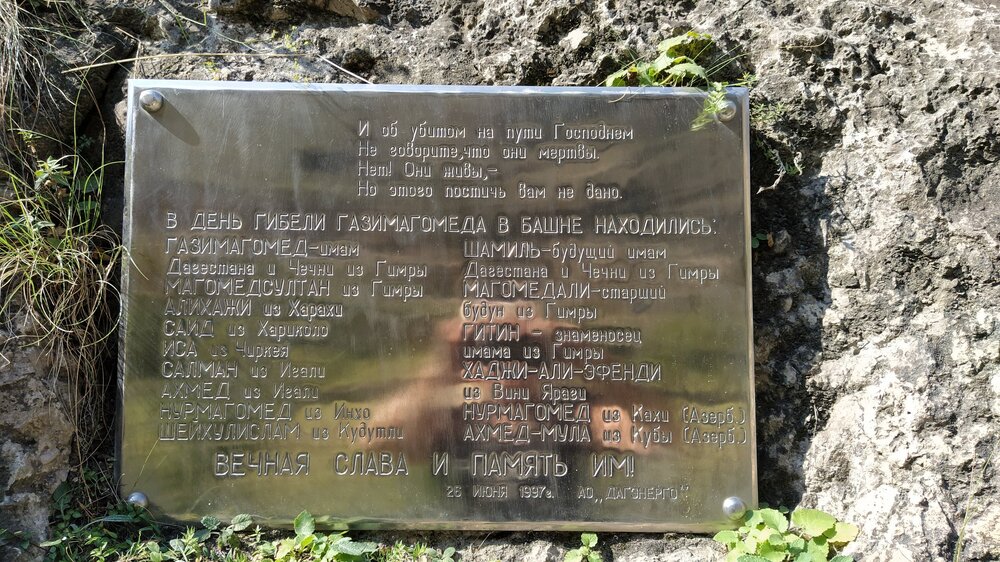 И об убитом на пути Господнем
Не говорите, что они мертвы.
Нет! Они живы,-
Но этого постичь вам не дано.
В ДЕНЬ ГИБЕЛИ ГАЗИМАГОМЕДА В БАШНЕ НАХОДИЛИСЬ:
ГАЗИМАГОМЕД-имам
Дагестана и Чечни из Гимры
МАГОМЕДСУЛТАН из Гимры
АЛИХАЖИ из Харахи
САИД из Хариколо
ИСА из Чиркея
САЛМАН из Игали
АХМЕД из Игали
НУРМАГОМЕД из Инхо
ШЕЙХУЛИСЛАМ из Кудутли
ШАМИЛЬ-будущий имам
Дагестана и Чечни из Гимры
МАГОМЕДАЛИ-старший
будун из Гимры
ГИТИН - знаменосец
имама из Гимры
ХАДЖИ-АЛИ-ЭФЕНДИ
из Вини Яраги
НУРМАГОМЕД из Кахи (Азерб.)
АХМЕД-МУЛА из Кубы (Азерб.)
ВЕЧНАЯ СЛАВА И ПАМЯТЬ ИМ!
26 ИЮНЯ 1997г. АО „ДАГЭНЕРГО"